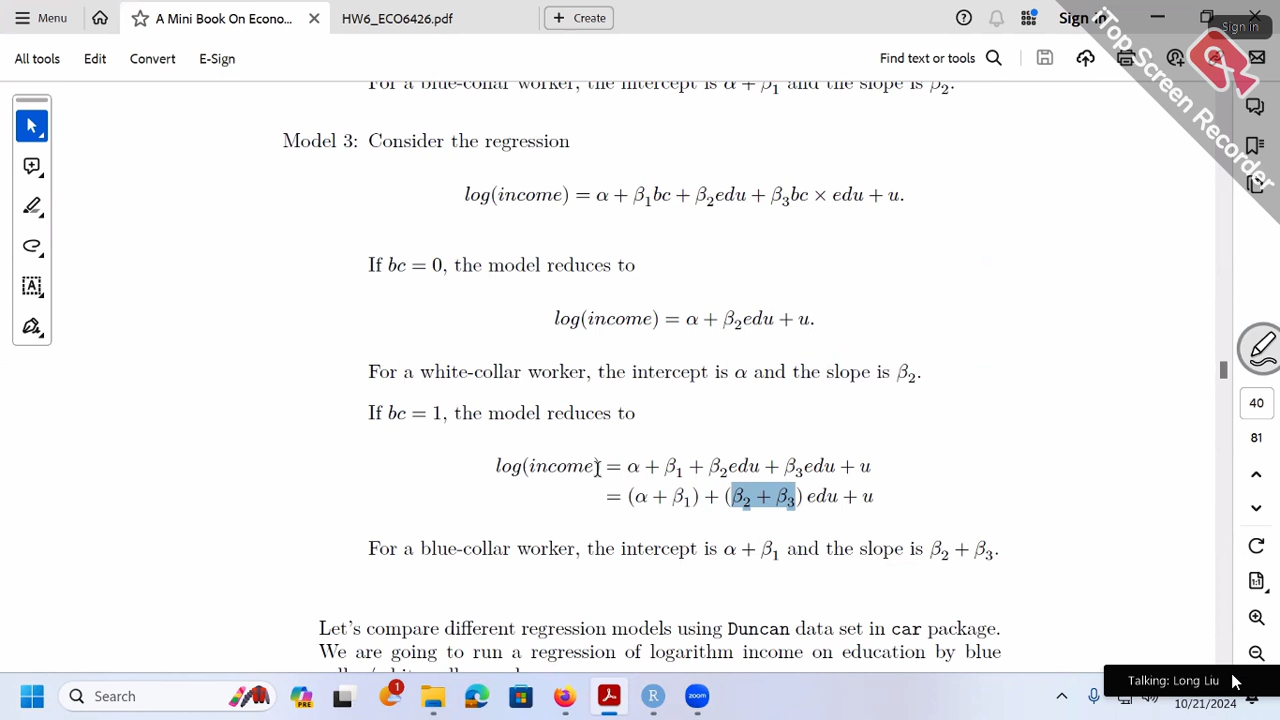 Menu
A Mini Book On Econo...
HW6_ECO6426.pdf
Create
Sign in
Sign in
All tools
Edit
Convert
E-Sign
Find text or tools
iTop Screen Recorder
For a blue-collar worker, the intercept is α + β₁ and the slope is β₂.
Model 3: Consider the regression
log(income) = α + β₁bc + β₂edu + β₃bc × edu + u.
If bc = 0, the model reduces to
log(income) = α + β₂edu + u.
For a white-collar worker, the intercept is α and the slope is β₂.
If bc = 1, the model reduces to
log(income) = α + β₁ + β₂edu + β₃edu + u
= (α + β₁) + (β₂ + β₃) edu + u
For a blue-collar worker, the intercept is α + β₁ and the slope is β₂ + β₃.
Let's compare different regression models using Duncan data set in car package.
We are going to run a regression of logarithm income on education by blue
40
81
1:1
Talking: Long Liu
Search
PRE
1
R
10/21/2024